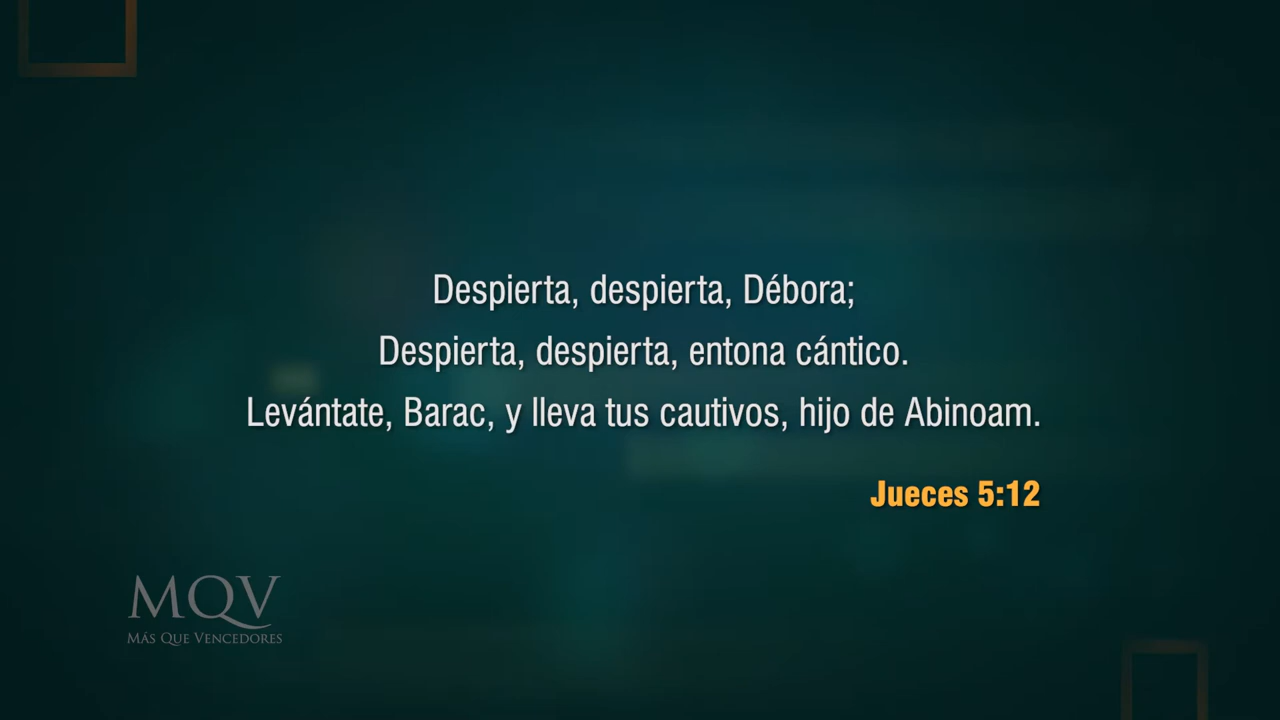 Despierta, despierta, Débora;
Despierta, despierta, entona cántico.
Levántate, Barac, y lleva tus cautivos, hijo de Abinoam.
Jueces 5:12
MQV
MÁS QUE VENCEDORES